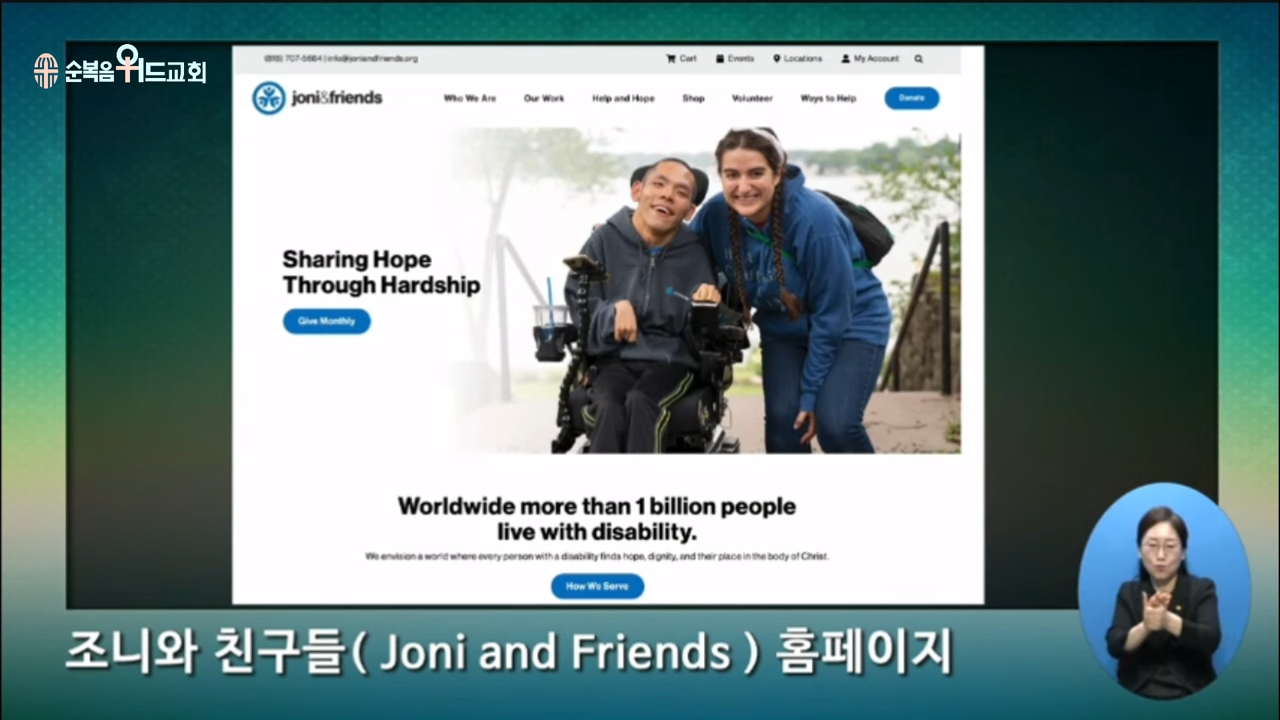 순복음위드교회
(818) 707-5664 | info@joniandfriends.org
Cart Events Locations My Account
joni&friends
Who We Are Our Work Help and Hope Shop Volunteer Ways to Help Donate
Sharing Hope
Through Hardship
Give Monthly
Worldwide more than 1 billion people
live with disability.
We envision a world where every person with a disability finds hope, dignity, and their place in the body of Christ.
How We Serve
조니와 친구들( Joni and Friends ) 홈페이지